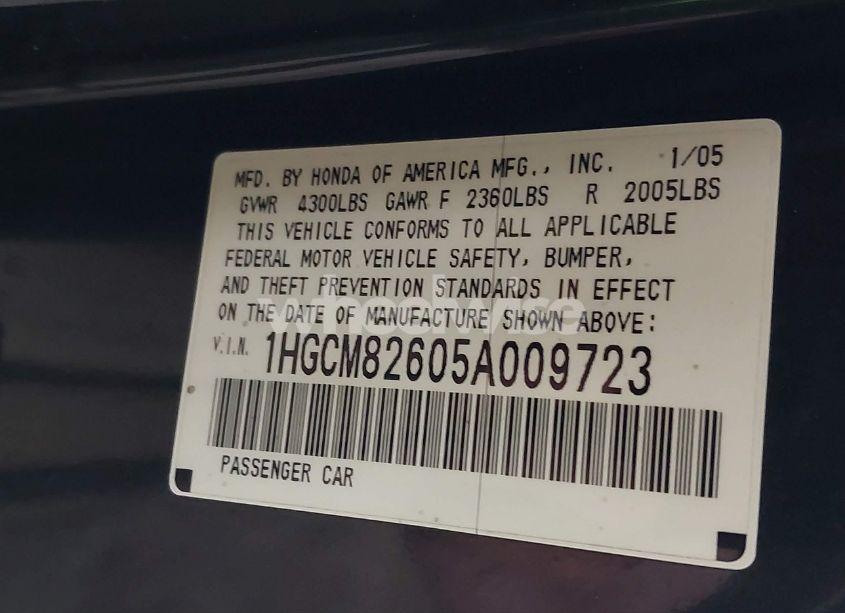 MFD. BY HONDA OF AMERICA MFG., INC. 1/05
GVWR 4300LBS GAWR F 2360LBS R 2005LBS
THIS VEHICLE CONFORMS TO ALL APPLICABLE
FEDERAL MOTOR VEHICLE SAFETY, BUMPER,
AND THEFT PREVENTION STANDARDS IN EFFECT
ON THE DATE OF MANUFACTURE SHOWN ABOVE:
V.I.N. 1HGCM82605A009723
PASSENGER CAR